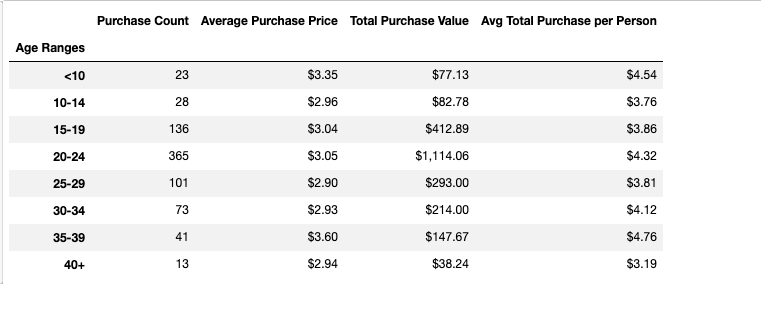 Purchase Count Average Purchase Price Total Purchase Value Avg Total Purchase per Person
Age Ranges
<10 23 $3.35 $77.13 $4.54
10-14 28 $2.96 $82.78 $3.76
15-19 136 $3.04 $412.89 $3.86
20-24 365 $3.05 $1,114.06 $4.32
25-29 101 $2.90 $293.00 $3.81
30-34 73 $2.93 $214.00 $4.12
35-39 41 $3.60 $147.67 $4.76
40+ 13 $2.94 $38.24 $3.19